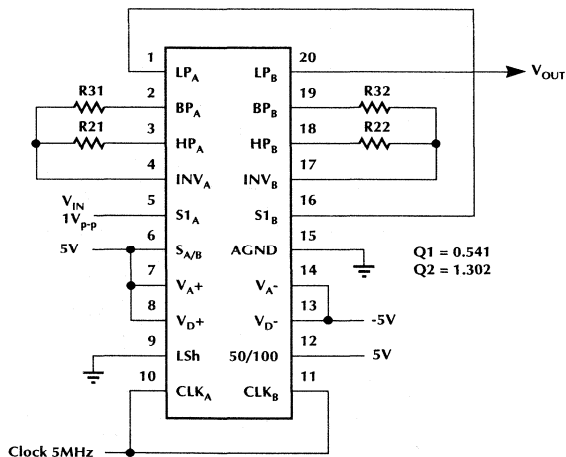 1 LP_A LP_B 20 V_OUT
R31 2 BP_A BP_B 19 R32
R21 3 HP_A HP_B 18 R22
4 INV_A INV_B 17
V_IN
1V_p-p 5 S1_A S1_B 16
5V 6 S_A/B AGND 15
Q1 = 0.541
Q2 = 1.302
7 V_A+ V_A- 14
8 V_D+ V_D- 13 -5V
9 LSh 50/100 12 5V
10 CLK_A CLK_B 11
Clock 5MHz